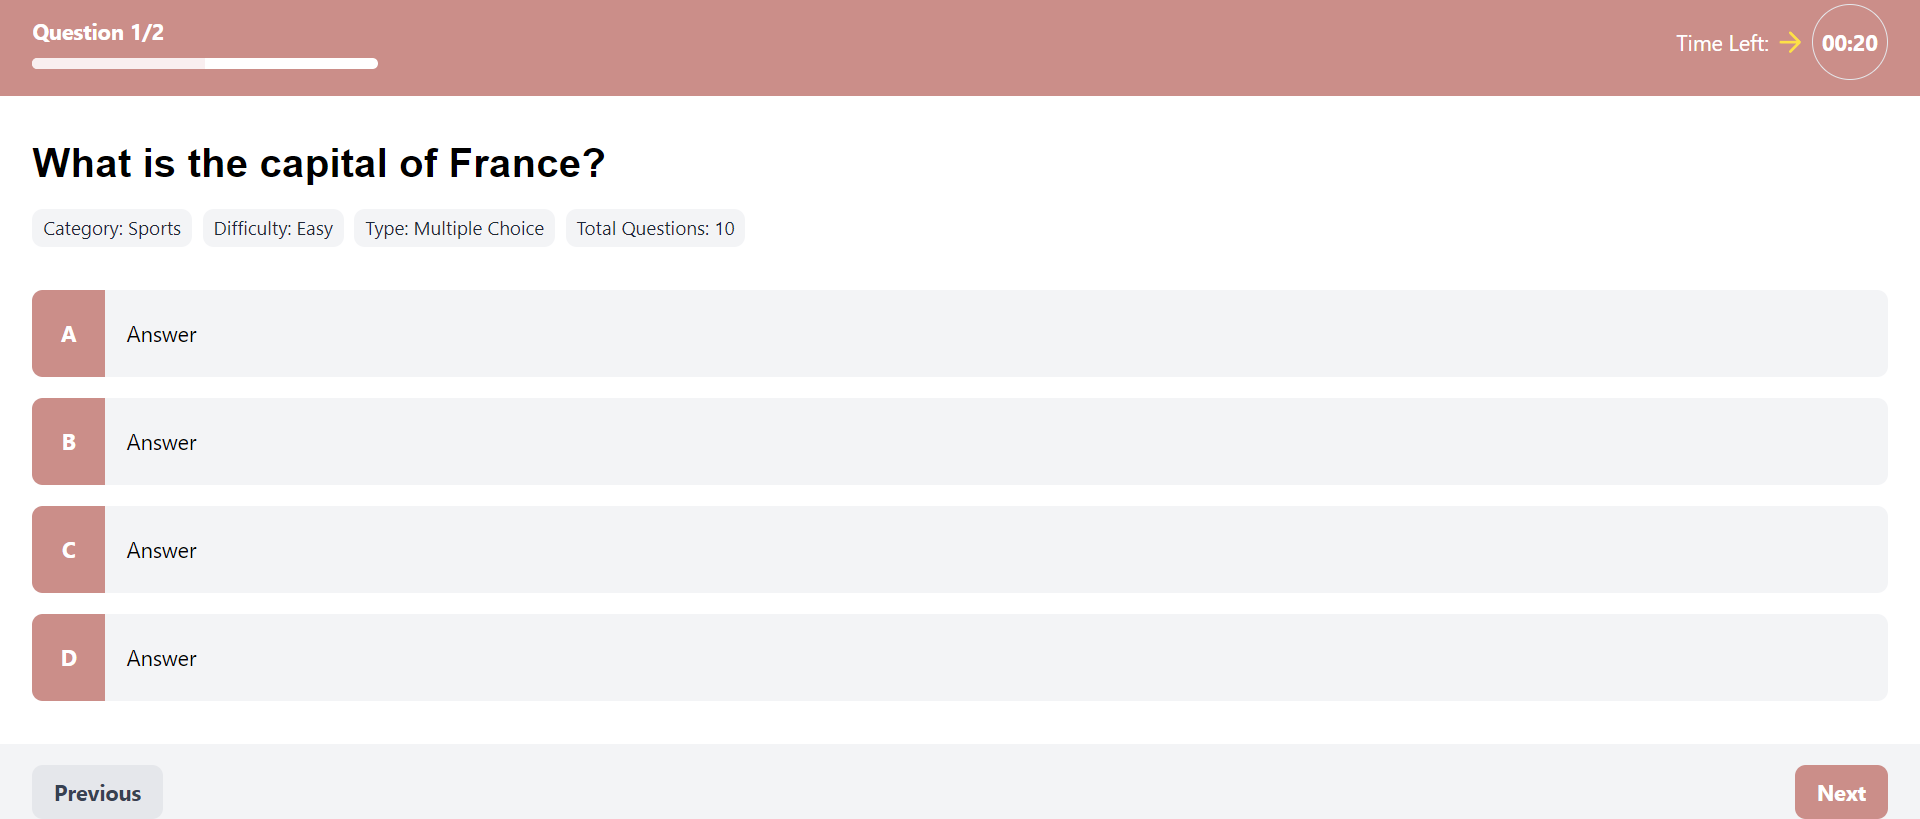 Question 1/2
Time Left: → 00:20
What is the capital of France?
Category: Sports Difficulty: Easy Type: Multiple Choice Total Questions: 10
A Answer
B Answer
C Answer
D Answer
Previous Next